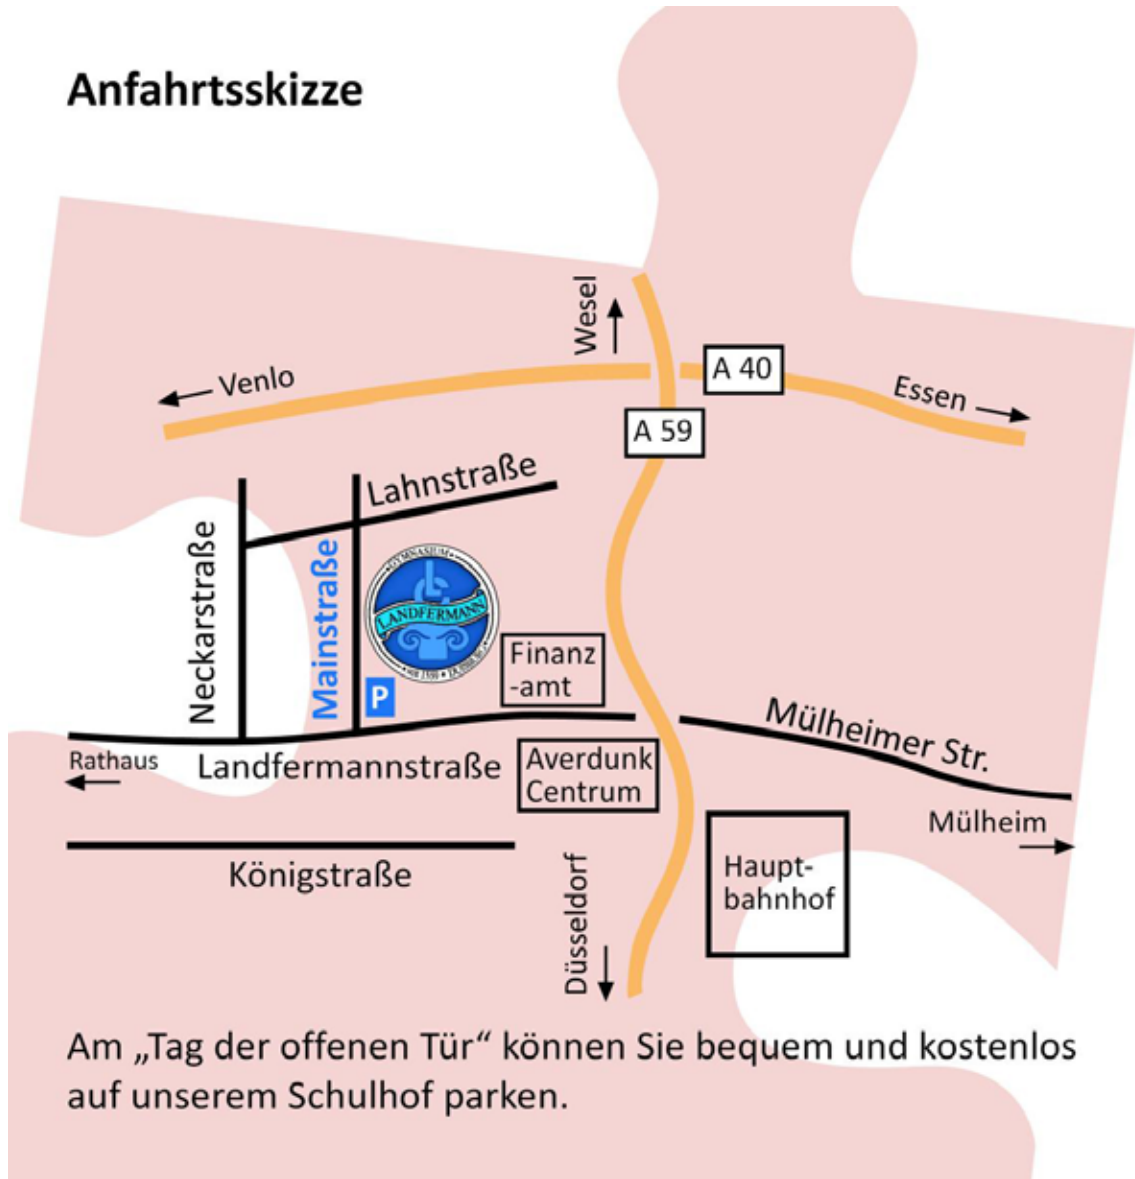 Anfahrtsskizze
Wesel
A 40
Venlo
Essen
A 59
Lahnstraße
Neckarstraße
Mainstraße
GYMNASIUM
LANDFERMANN
P
Finanz
-amt
Mülheimer Str.
Rathaus
Landfermannstraße
Averdunk
Centrum
Mülheim
Königstraße
Düsseldorf
Haupt-
bahnhof
Am „Tag der offenen Tür“ können Sie bequem und kostenlos
auf unserem Schulhof parken.